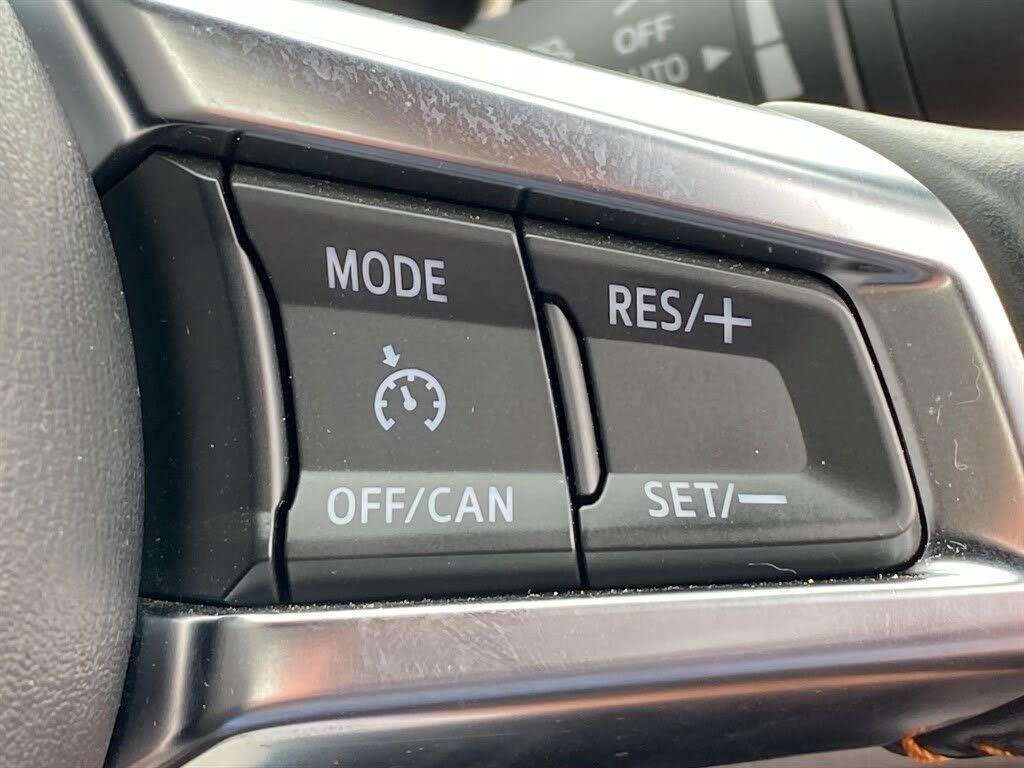 OFF
AUTO
MODE
RES/+
OFF/CAN
SET/−